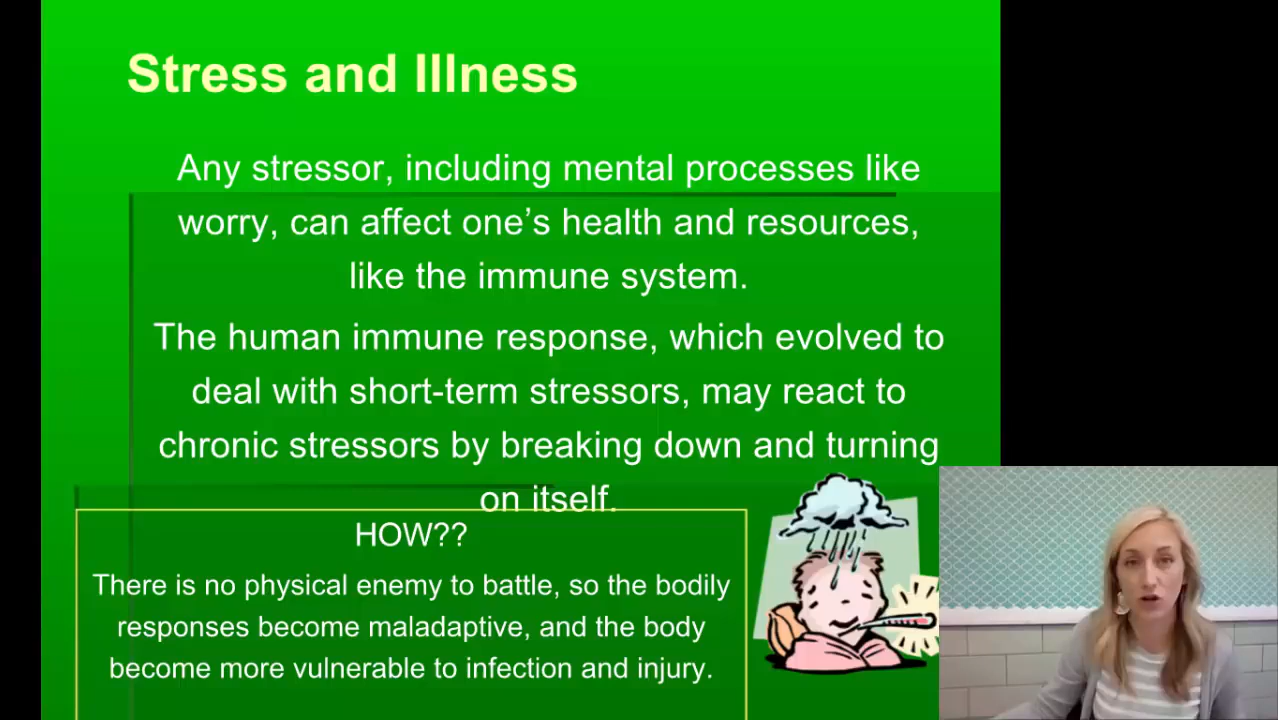 Stress and Illness
Any stressor, including mental processes like
worry, can affect one’s health and resources,
like the immune system.
The human immune response, which evolved to
deal with short-term stressors, may react to
chronic stressors by breaking down and turning
on itself.
HOW??
There is no physical enemy to battle, so the bodily
responses become maladaptive, and the body
become more vulnerable to infection and injury.